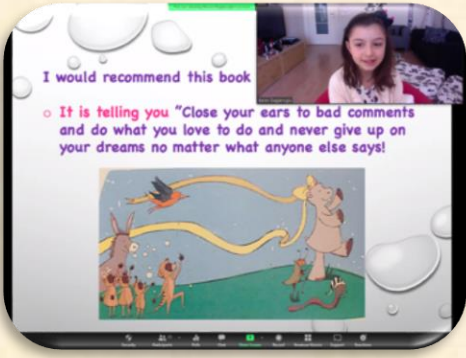 I would recommend this book
It is telling you "Close your ears to bad comments
and do what you love to do and never give up on
your dreams no matter what anyone else says!